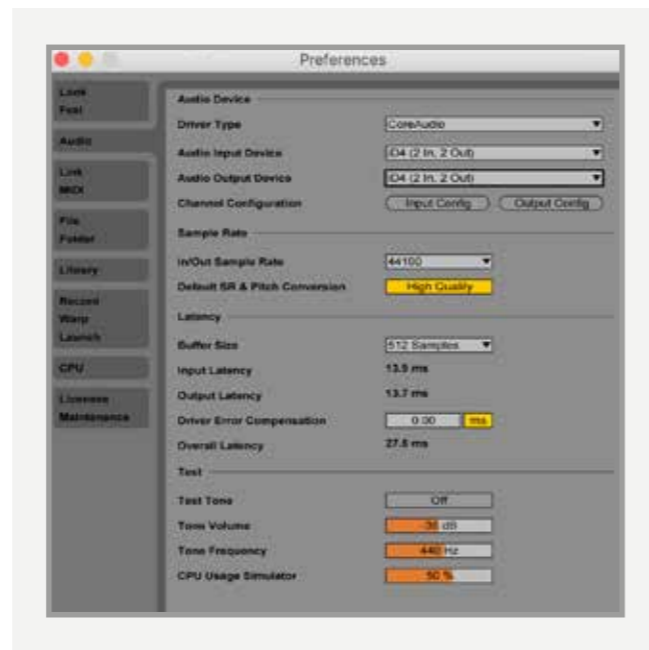 Preferences
Look
Feel
Audio
Link
MIDI
File
Folder
Library
Record
Warp
Launch
CPU
Licenses
Maintenance
Audio Device
Driver Type CoreAudio
Audio Input Device iD4 (2 In, 2 Out)
Audio Output Device iD4 (2 In, 2 Out)
Channel Configuration Input Config Output Config
Sample Rate
In/Out Sample Rate 44100
Default SR & Pitch Conversion High Quality
Latency
Buffer Size 512 Samples
Input Latency 13.9 ms
Output Latency 13.7 ms
Driver Error Compensation 0.00 ms
Overall Latency 27.6 ms
Test
Test Tone Off
Tone Volume -36 dB
Tone Frequency 440 Hz
CPU Usage Simulator 50 %